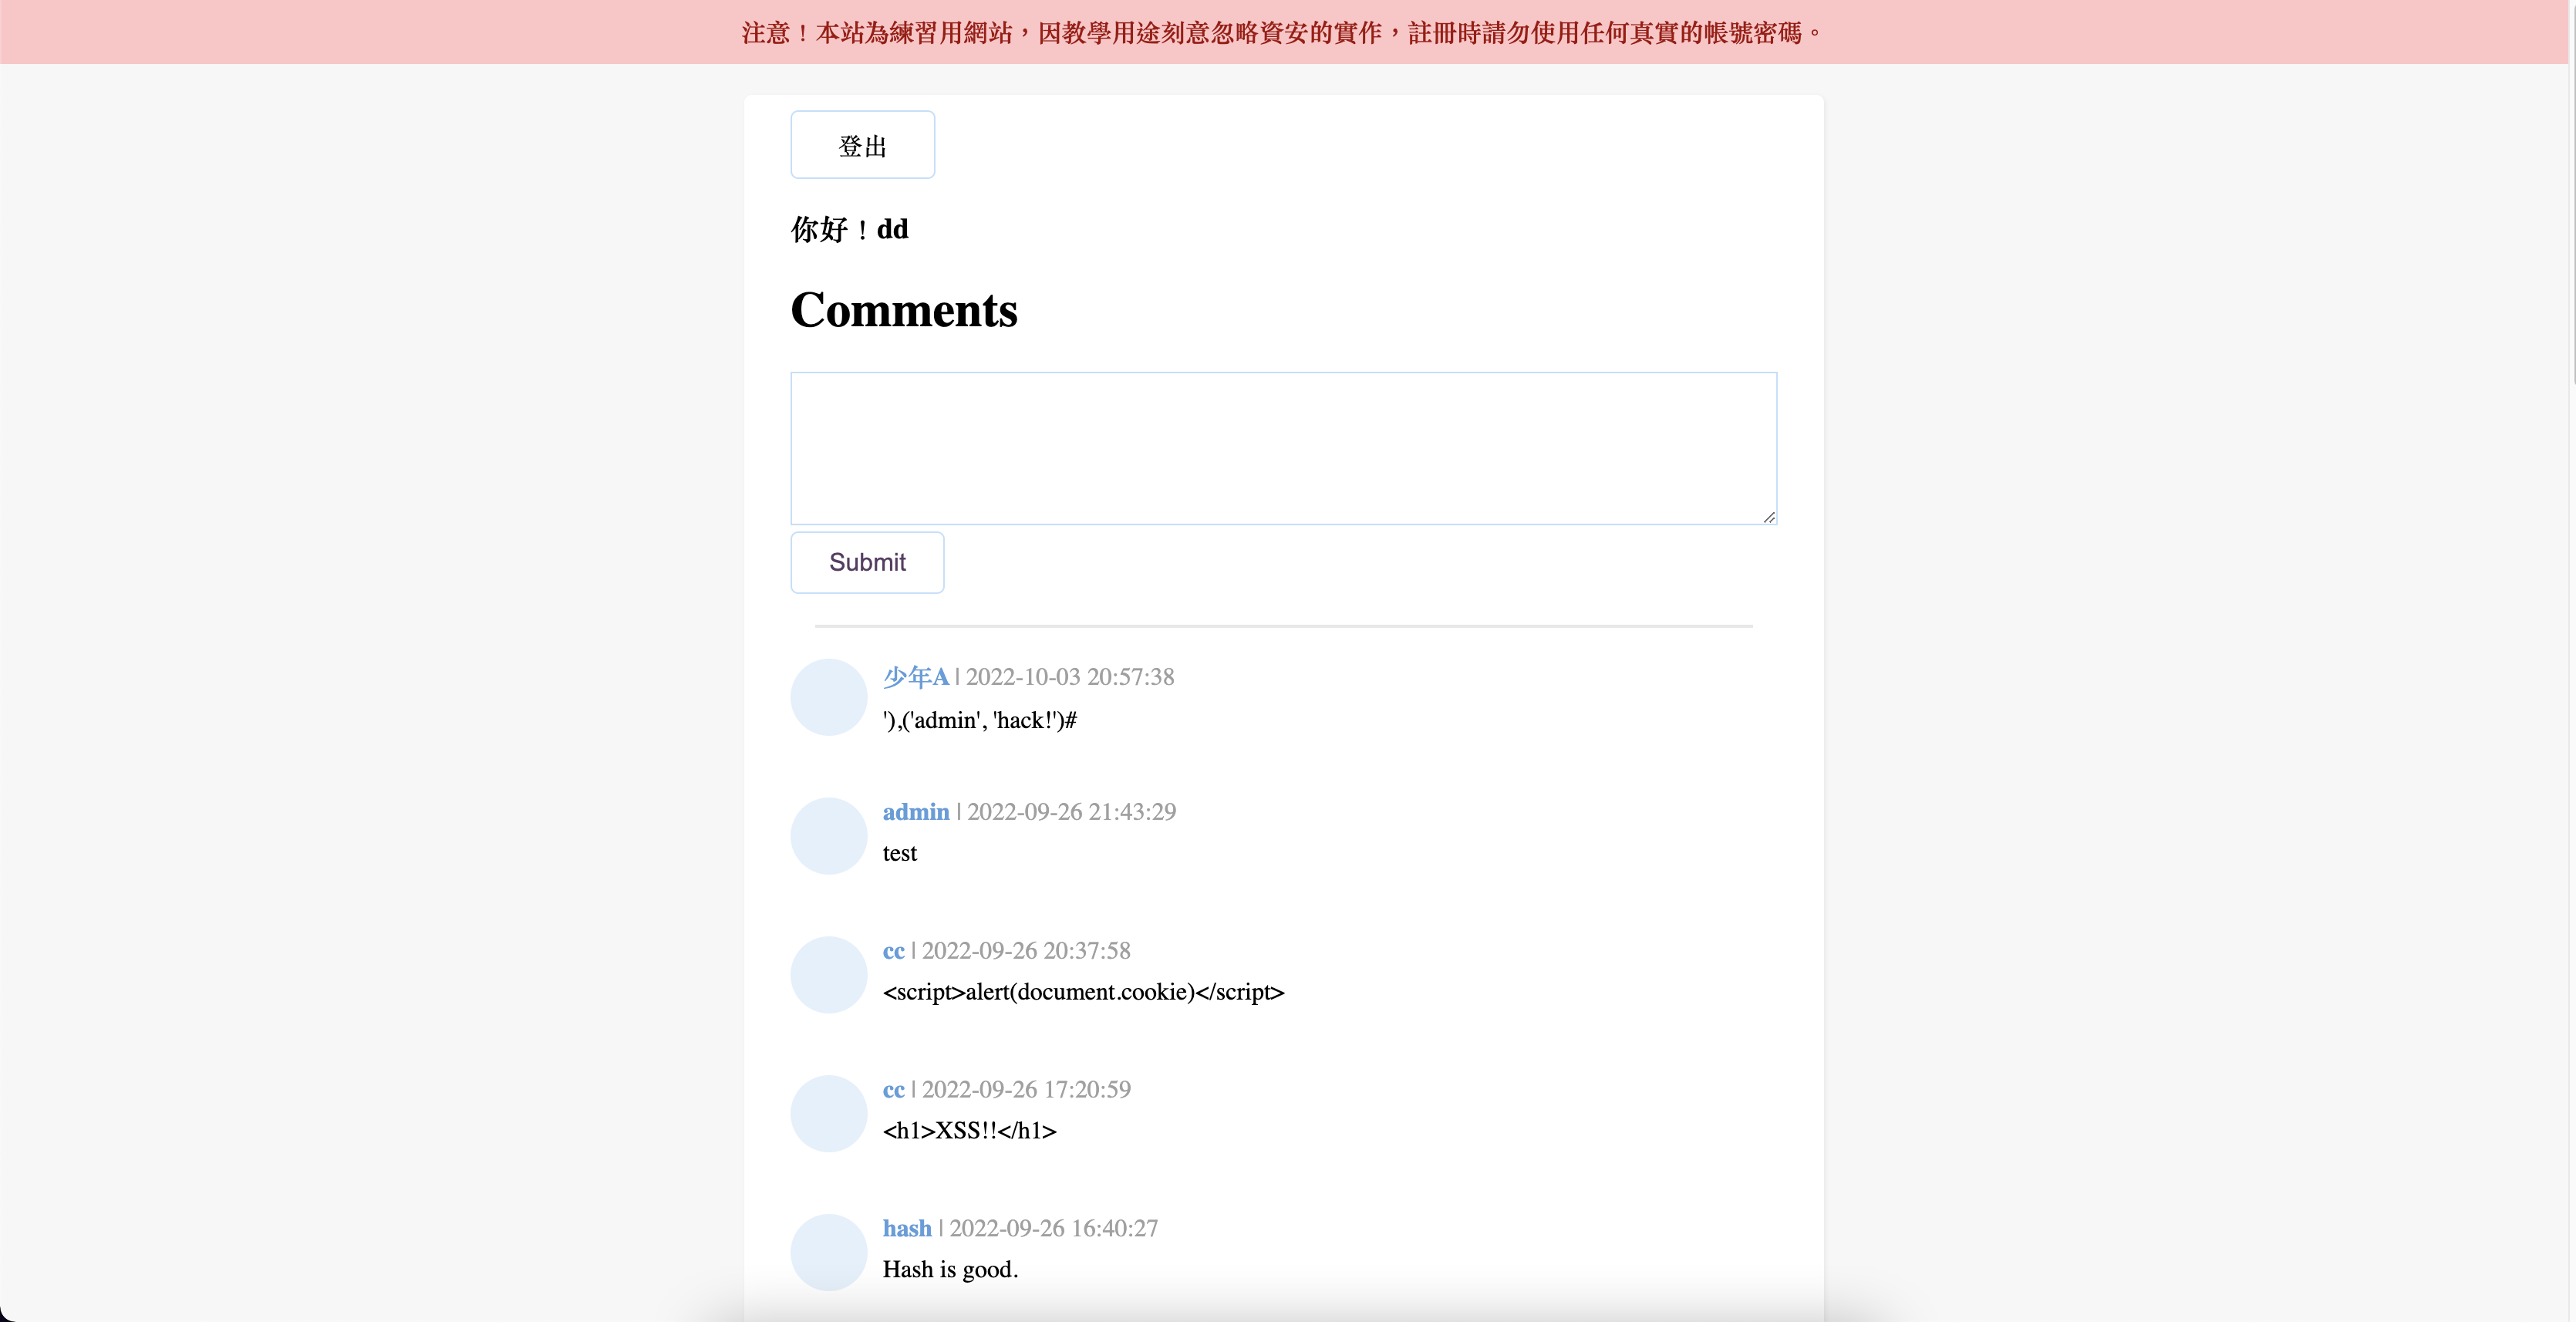 注意！本站為練習用網站，因教學用途刻意忽略資安的實作，註冊時請勿使用任何真實的帳號密碼。
登出
你好！dd
Comments
Submit
少年A | 2022-10-03 20:57:38
'),('admin', 'hack!')#
admin | 2022-09-26 21:43:29
test
cc | 2022-09-26 20:37:58
<script>alert(document.cookie)</script>
cc | 2022-09-26 17:20:59
<h1>XSS!!</h1>
hash | 2022-09-26 16:40:27
Hash is good.